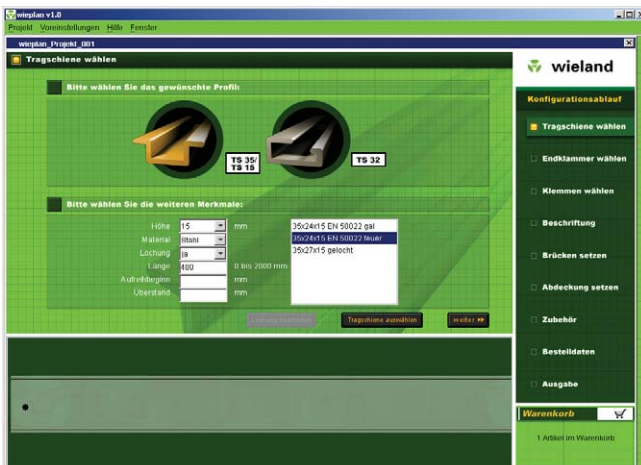 wieplan v1.0
Projekt Voreinstellungen Hilfe Fenster
wieplan_Projekt_001
Tragschiene wählen
wieland
Bitte wählen Sie das gewünschte Profil:
TS 35/
TS 15
TS 32
Bitte wählen Sie die weiteren Merkmale:
Höhe 15 mm
Material Stahl
Lochung ja
Länge 400 0 bis 2000 mm
Aufreihbeginn mm
Überstand mm
35x24x15 EN 50022 gal
35x24x15 EN 50022 feuer
35x27x15 gelocht
Tragschiene auswählen
weiter
Konfigurationsablauf
Tragschiene wählen
Endklammer wählen
Klemmen wählen
Beschriftung
Brücken setzen
Abdeckung setzen
Zubehör
Bestelldaten
Ausgabe
Warenkorb
1 Artikel im Warenkorb